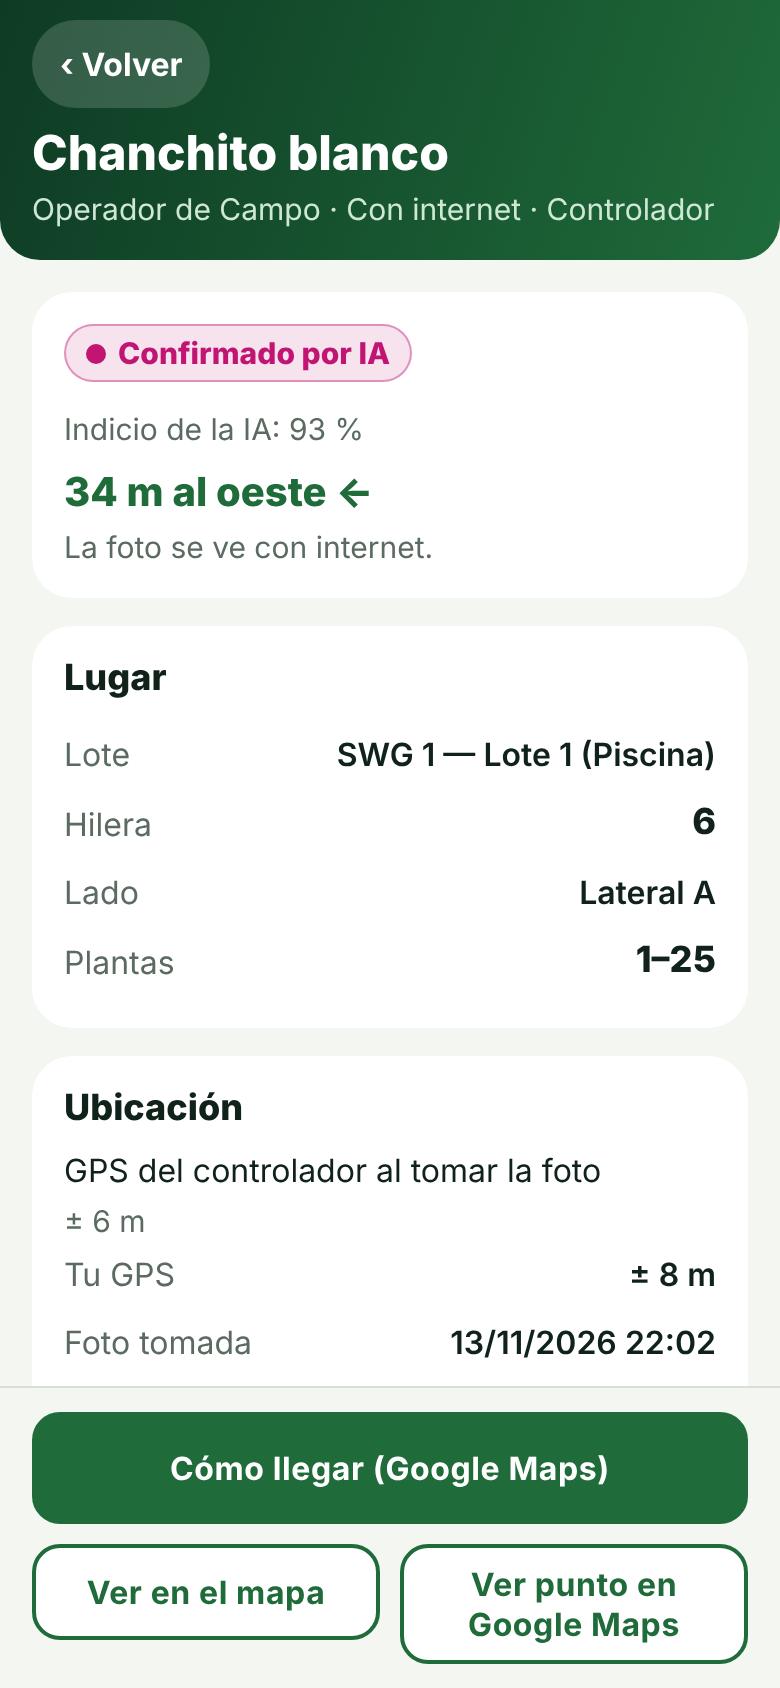 ‹ Volver
Chanchito blanco
Operador de Campo · Con internet · Controlador
Confirmado por IA
Indicio de la IA: 93 %
34 m al oeste ←
La foto se ve con internet.
Lugar
Lote SWG 1 — Lote 1 (Piscina)
Hilera 6
Lado Lateral A
Plantas 1–25
Ubicación
GPS del controlador al tomar la foto
± 6 m
Tu GPS ± 8 m
Foto tomada 13/11/2026 22:02
Cómo llegar (Google Maps)
Ver en el mapa
Ver punto en
Google Maps